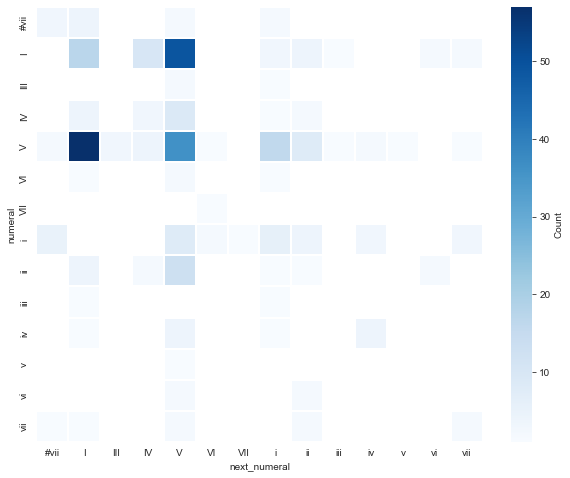 #vii
I
III
IV
V
VI
VII
i
ii
iii
iv
v
vi
vii
numeral
#vii I III IV V VI VII i ii iii iv v vi vii
next_numeral
50
40
30
20
10
Count